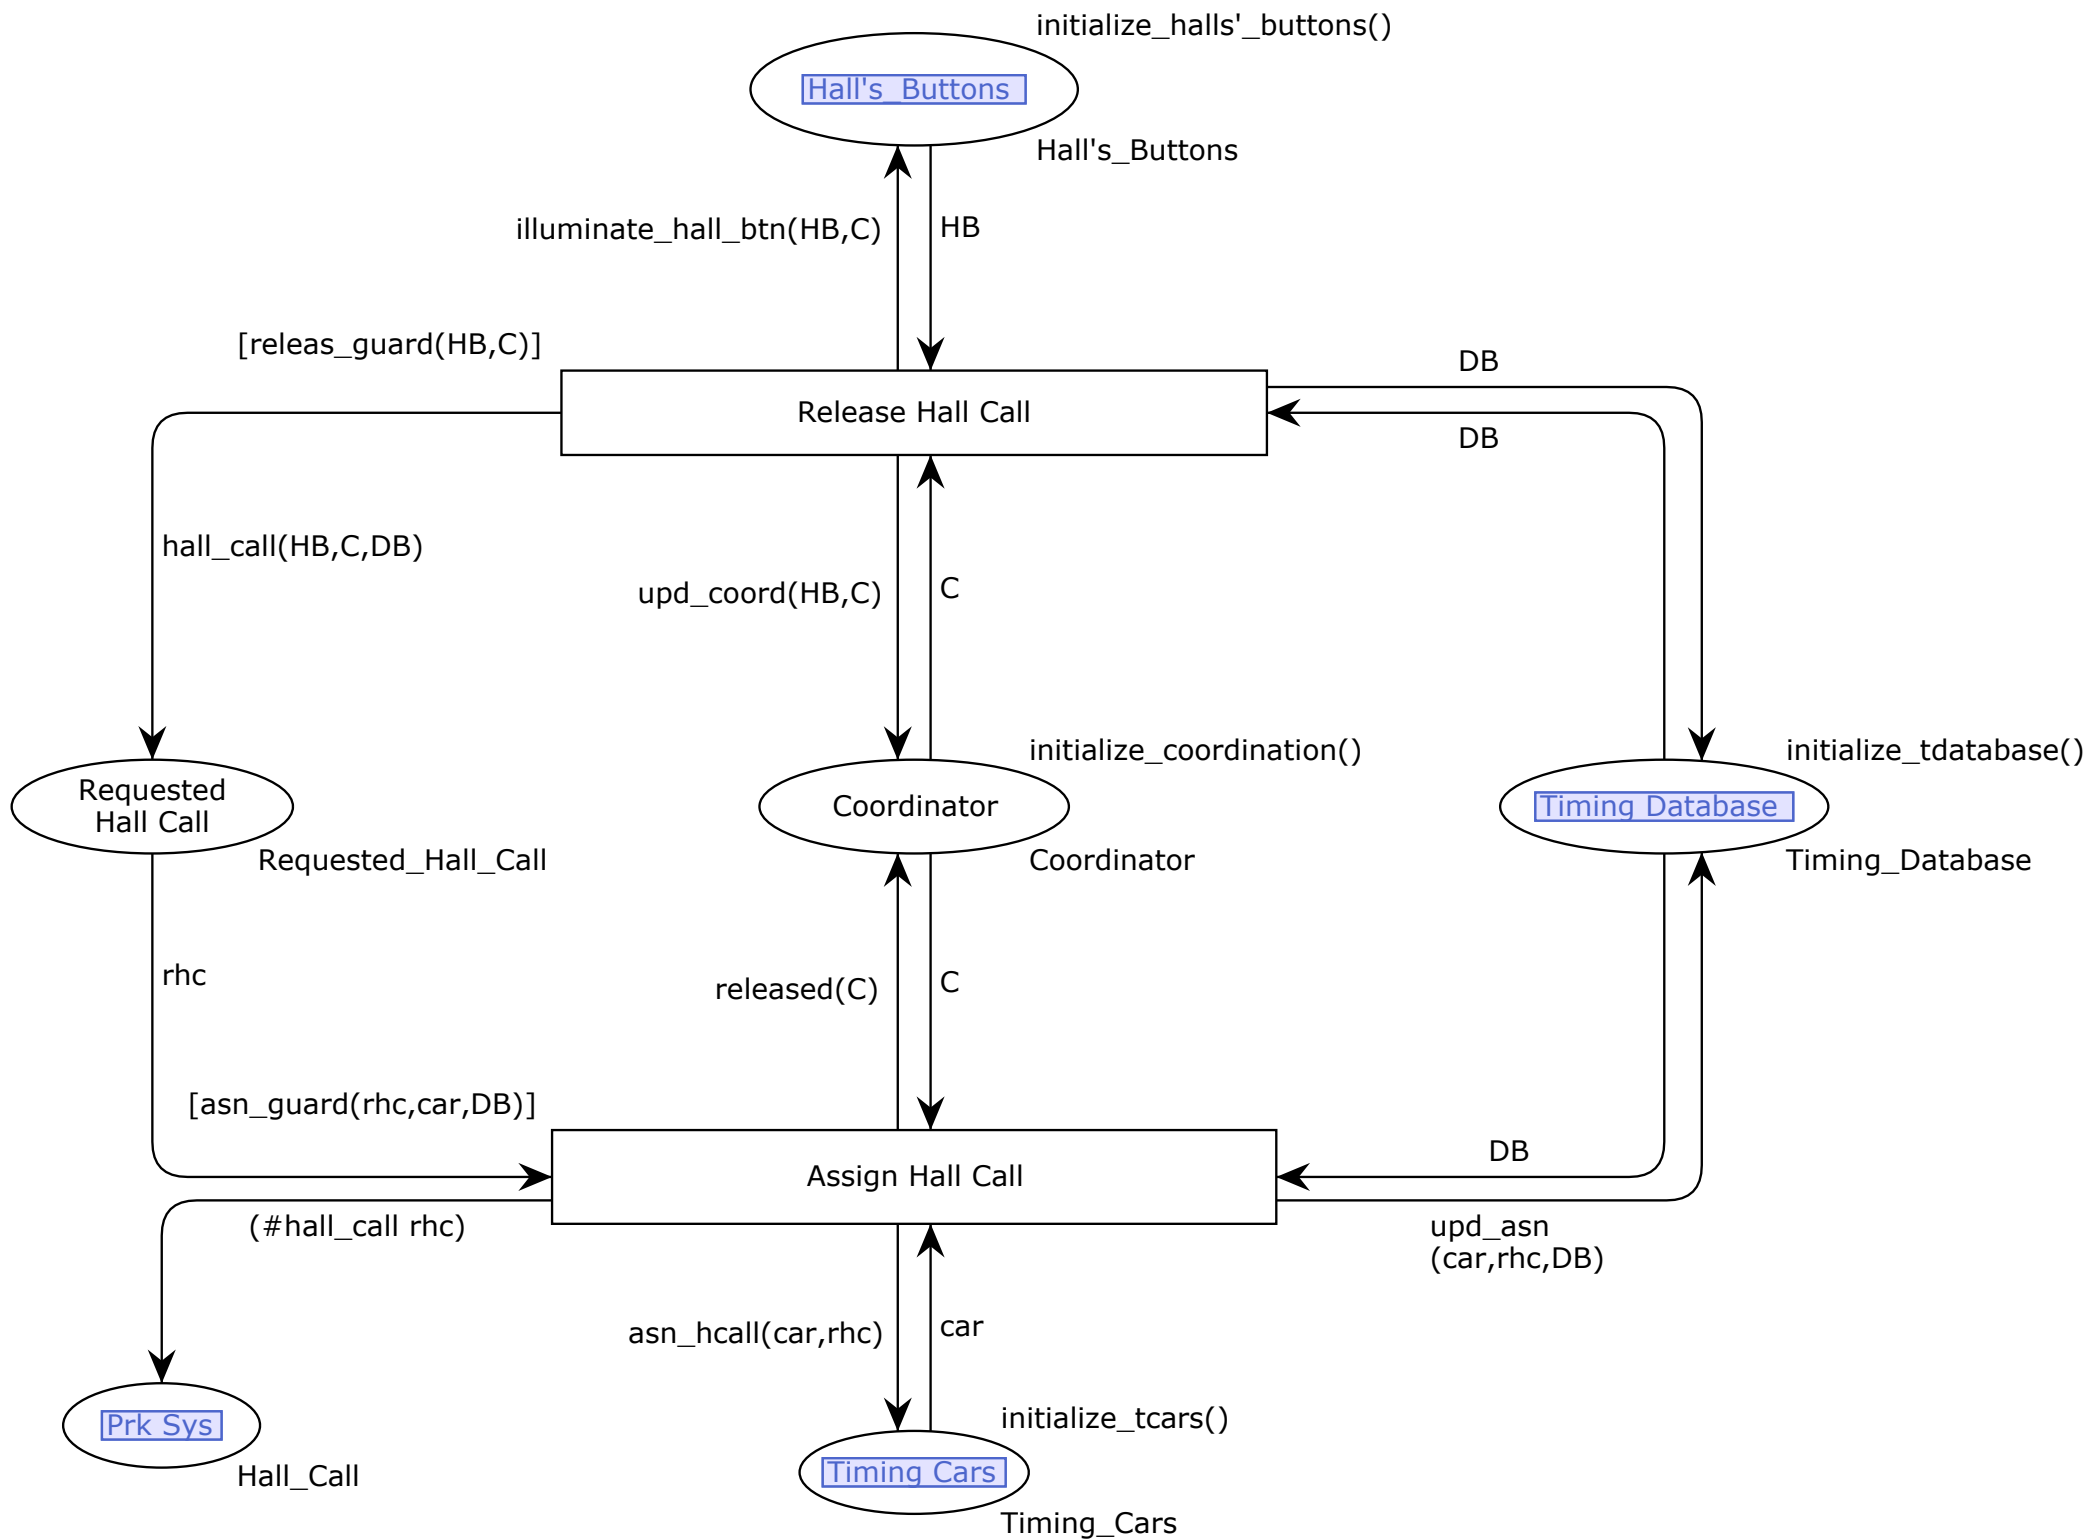 initialize_halls'_buttons()
Hall's_Buttons
Hall's_Buttons
illuminate_hall_btn(HB,C)
HB
[releas_guard(HB,C)]
DB
Release Hall Call
DB
hall_call(HB,C,DB)
upd_coord(HB,C)
C
initialize_coordination()
initialize_tdatabase()
Requested
Hall Call
Coordinator
Timing Database
Requested_Hall_Call
Coordinator
Timing_Database
rhc
released(C)
C
[asn_guard(rhc,car,DB)]
DB
Assign Hall Call
(#hall_call rhc)
upd_asn
(car,rhc,DB)
asn_hcall(car,rhc)
car
initialize_tcars()
Prk Sys
Hall_Call
Timing Cars
Timing_Cars